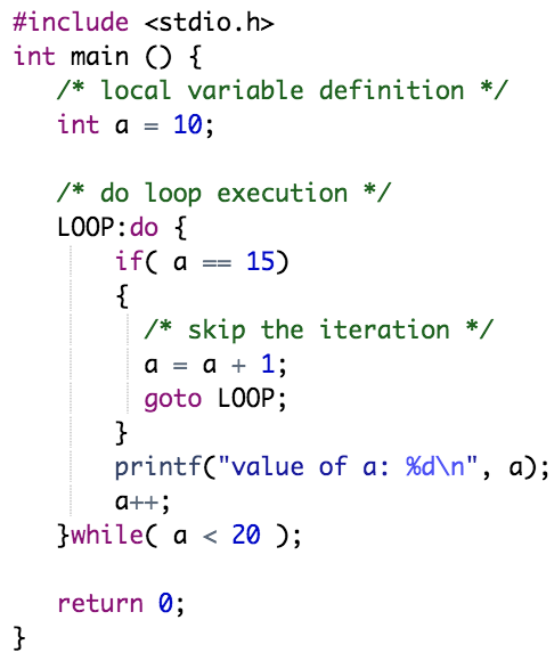 #include <stdio.h>
int main () {
   /* local variable definition */
   int a = 10;

   /* do loop execution */
   LOOP:do {
      if( a == 15)
      {
        /* skip the iteration */
        a = a + 1;
        goto LOOP;
      }
      printf("value of a: %d\n", a);
      a++;
   }while( a < 20 );

   return 0;
}